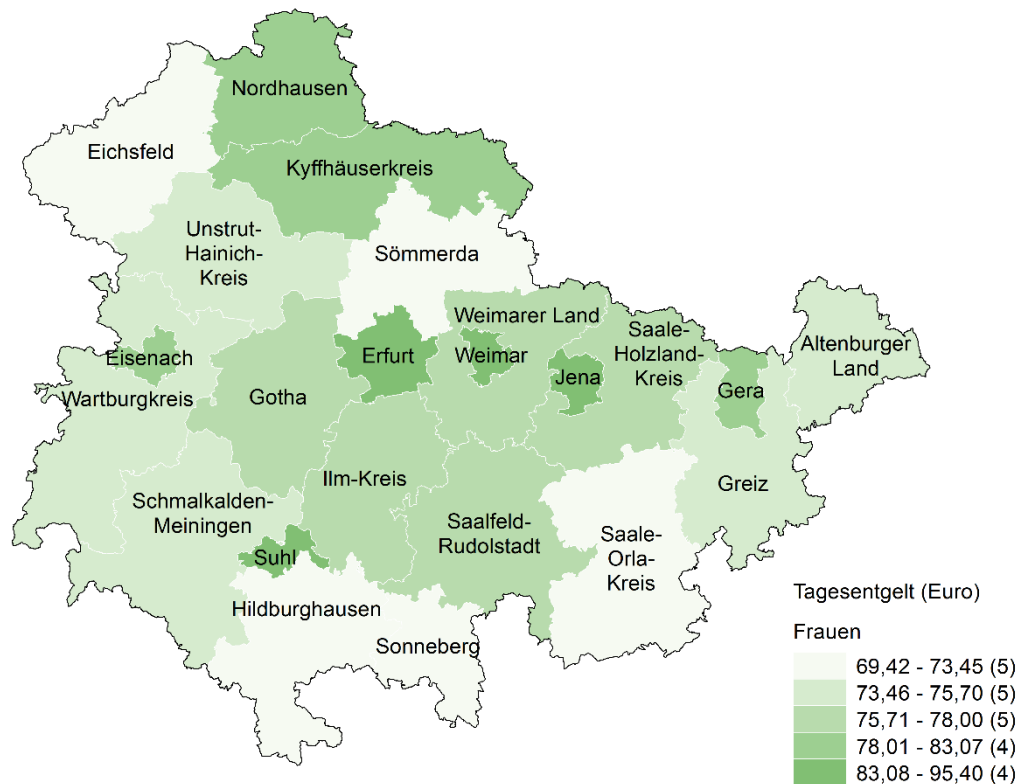 Nordhausen
Eichsfeld
Kyffhäuserkreis
Unstrut-
Hainich-
Kreis
Sömmerda
Weimarer Land
Saale-
Holzland-
Kreis
Altenburger
Land
Eisenach
Erfurt
Weimar
Jena
Gera
Wartburgkreis
Gotha
Ilm-Kreis
Greiz
Schmalkalden-
Meiningen
Saalfeld-
Rudolstadt
Saale-
Orla-
Kreis
Suhl
Hildburghausen
Sonneberg
Tagesentgelt (Euro)
Frauen
69,42 - 73,45 (5)
73,46 - 75,70 (5)
75,71 - 78,00 (5)
78,01 - 83,07 (4)
83,08 - 95,40 (4)